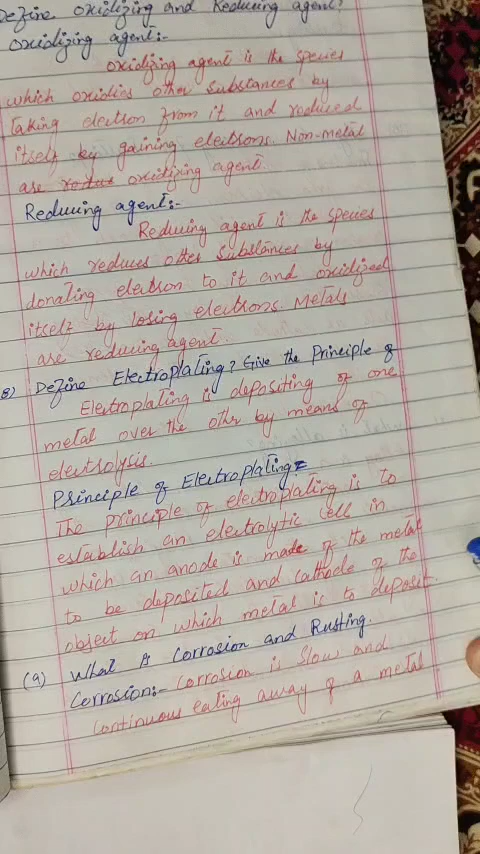 Define oxidizing and Reducing agent?
oxidizing agent:-
oxidizing agent is the species
which oxidins other substances by
Taking electron from it and reduced
itself by gaining electrons. Non-metal
are redus oxidizing agent.
Reducing agent:-
Reducing agent is the species
which reduces other substances by
donating electron to it and oxidized
itself by losing electrons. Metals
are reducing agent.
8) Define Electroplating? Give the Principle of
Electroplating is depositing of one
metal over the other by means of
electrolysis.
Principle of Electroplating:-
The principle of electroplating is to
establish an electrolytic cell in
which an anode is made of the metal
to be deposited and cathode of the
object on which metal is to deposit.
(9) What is Corrosion and Rusting.
Corrosion:- Corrosion is slow and
continuous eating away of a metal